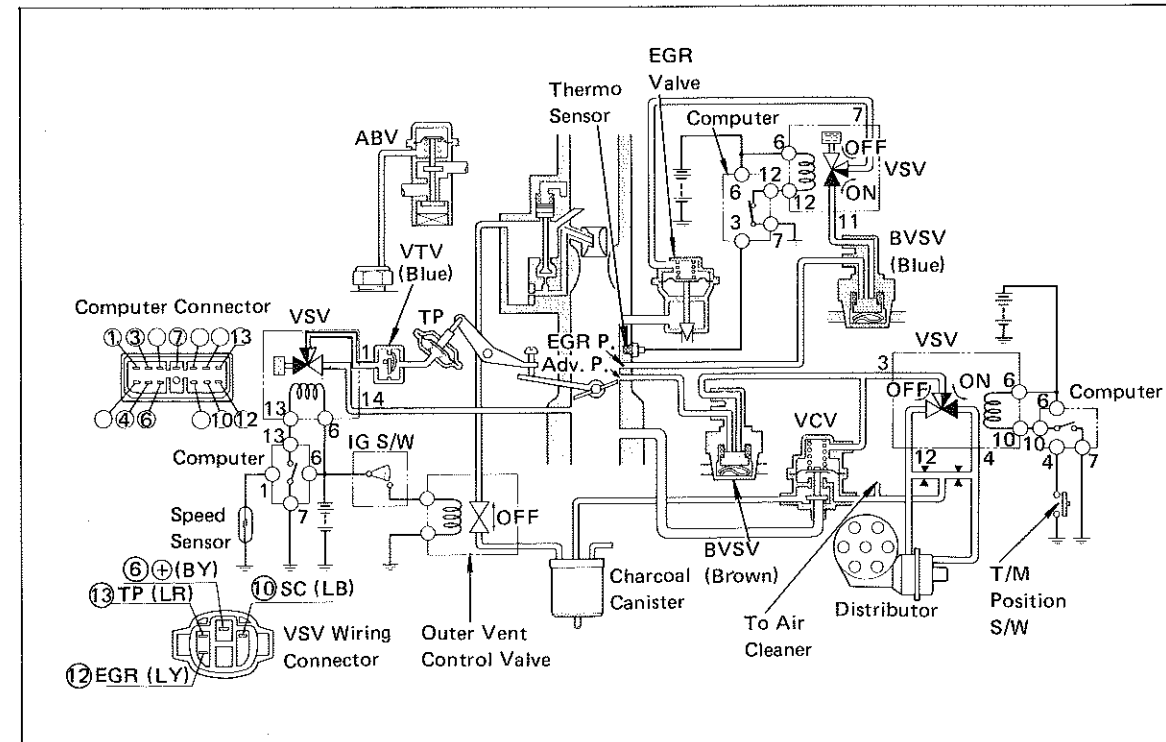 EGR
Valve
Thermo
Sensor
Computer
ABV
7
6
OFF
VSV
12
6
ON
12
3
7
11
BVSV
(Blue)
VTV
(Blue)
TP
Computer Connector
VSV
1 3 7 13
4 6 10 12
1
14
13
6
EGR P.
Adv. P.
3
VSV
OFF
ON
6
Computer
6
VCV
10
10
12
4
4
7
13
IG S/W
Computer
6
1
7
OFF
Speed
Sensor
6 ⊕ (BY)
13 TP (LR)
10 SC (LB)
VSV Wiring
Connector
12 EGR (LY)
Outer Vent
Control Valve
Charcoal
Canister
BVSV
(Brown)
To Air
Cleaner
Distributor
T/M
Position
S/W